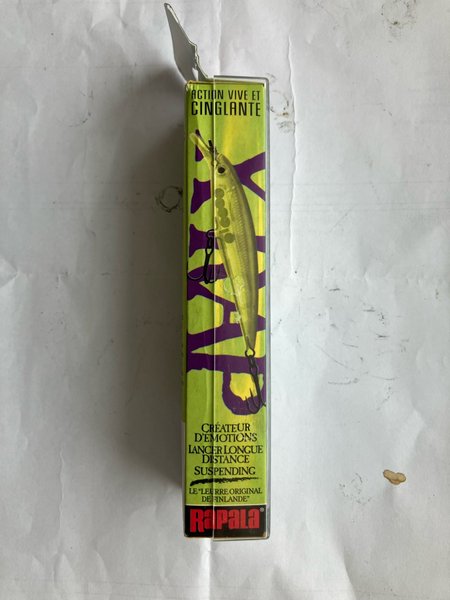 ACTION VIVE ET
CINGLANTE
X-RAP
CRÉATEUR
D'ÉMOTIONS
LANCER LONGUE
DISTANCE
SUSPENDING
LE "LEURRE ORIGINAL
DE FINLANDE"
RAPALA